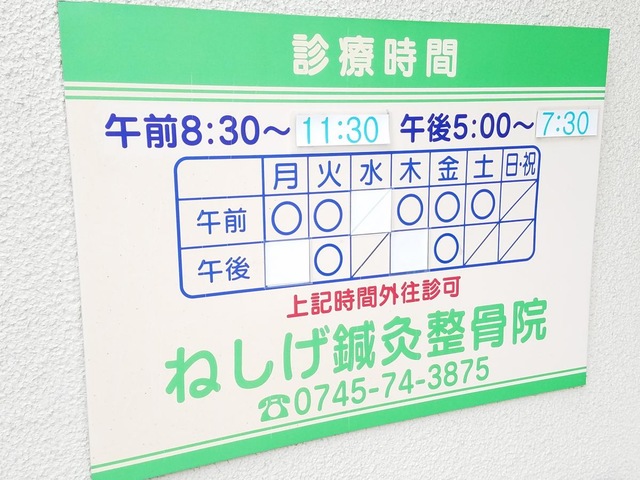 診療時間
午前8:30～11:30 午後5:00～7:30
月 火 水 木 金 土 日・祝
午前 ○ ○ ／ ○ ○ ○ ／
午後 ○ ／ ○ ／ ／
上記時間外往診可
ねしげ鍼灸整骨院
☎0745-74-3875